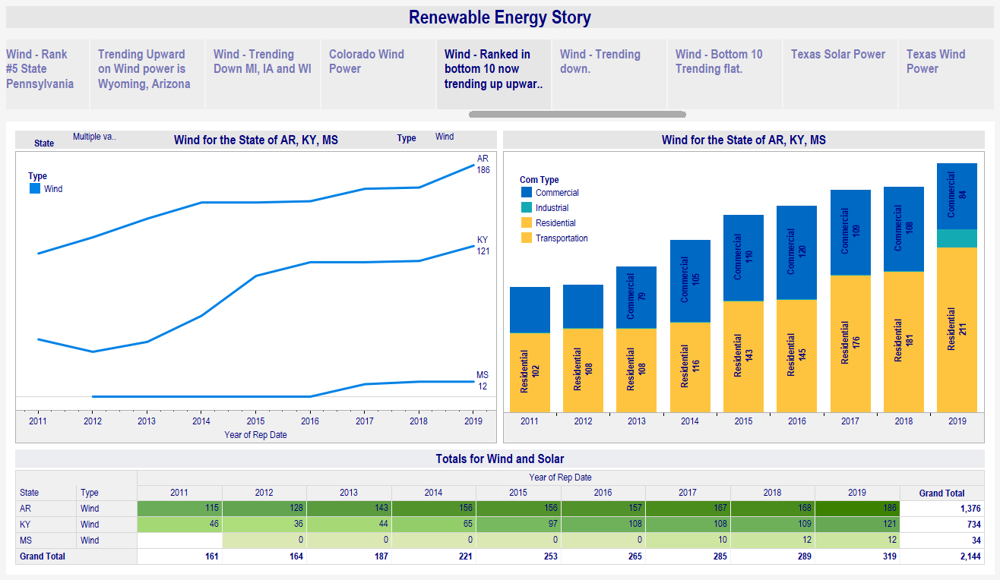 Renewable Energy Story
Wind - Rank
#5 State
Pennsylvania
Trending Upward
on Wind power is
Wyoming, Arizona
Wind - Trending
Down MI, IA and WI
Colorado Wind
Power
Wind - Ranked in
bottom 10 now
trending up upwar..
Wind - Trending
down.
Wind - Bottom 10
Trending flat.
Texas Solar Power
Texas Wind
Power
State
Multiple va..
Wind for the State of AR, KY, MS
Type
Wind
Type
Wind
AR
186
KY
121
MS
12
2011 2012 2013 2014 2015 2016 2017 2018 2019
Year of Rep Date
Wind for the State of AR, KY, MS
Com Type
Commercial
Industrial
Residential
Transportation
Residential
102
Residential
108
Commercial
79
Residential
108
Commercial
105
Residential
116
Commercial
110
Residential
143
Commercial
120
Residential
145
Commercial
109
Residential
176
Commercial
108
Residential
181
Commercial
84
Residential
211
2011 2012 2013 2014 2015 2016 2017 2018 2019
Totals for Wind and Solar
Year of Rep Date
State Type 2011 2012 2013 2014 2015 2016 2017 2018 2019 Grand Total
AR Wind 115 128 143 156 156 157 167 168 186 1,376
KY Wind 46 36 44 65 97 108 108 109 121 734
MS Wind 0 0 0 0 0 10 12 12 34
Grand Total 161 164 187 221 253 265 285 289 319 2,144